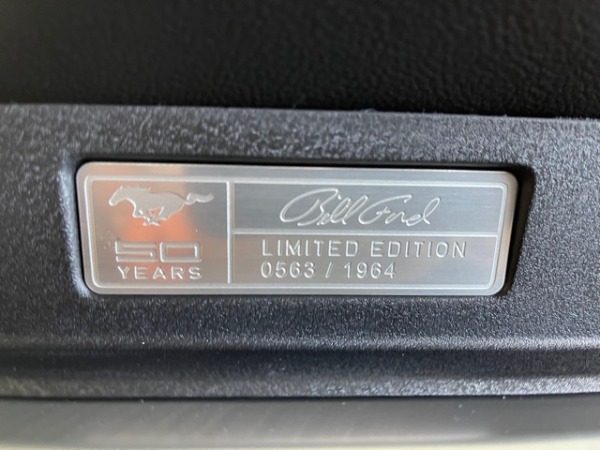 50
YEARS
Bill Ford
LIMITED EDITION
0563 / 1964